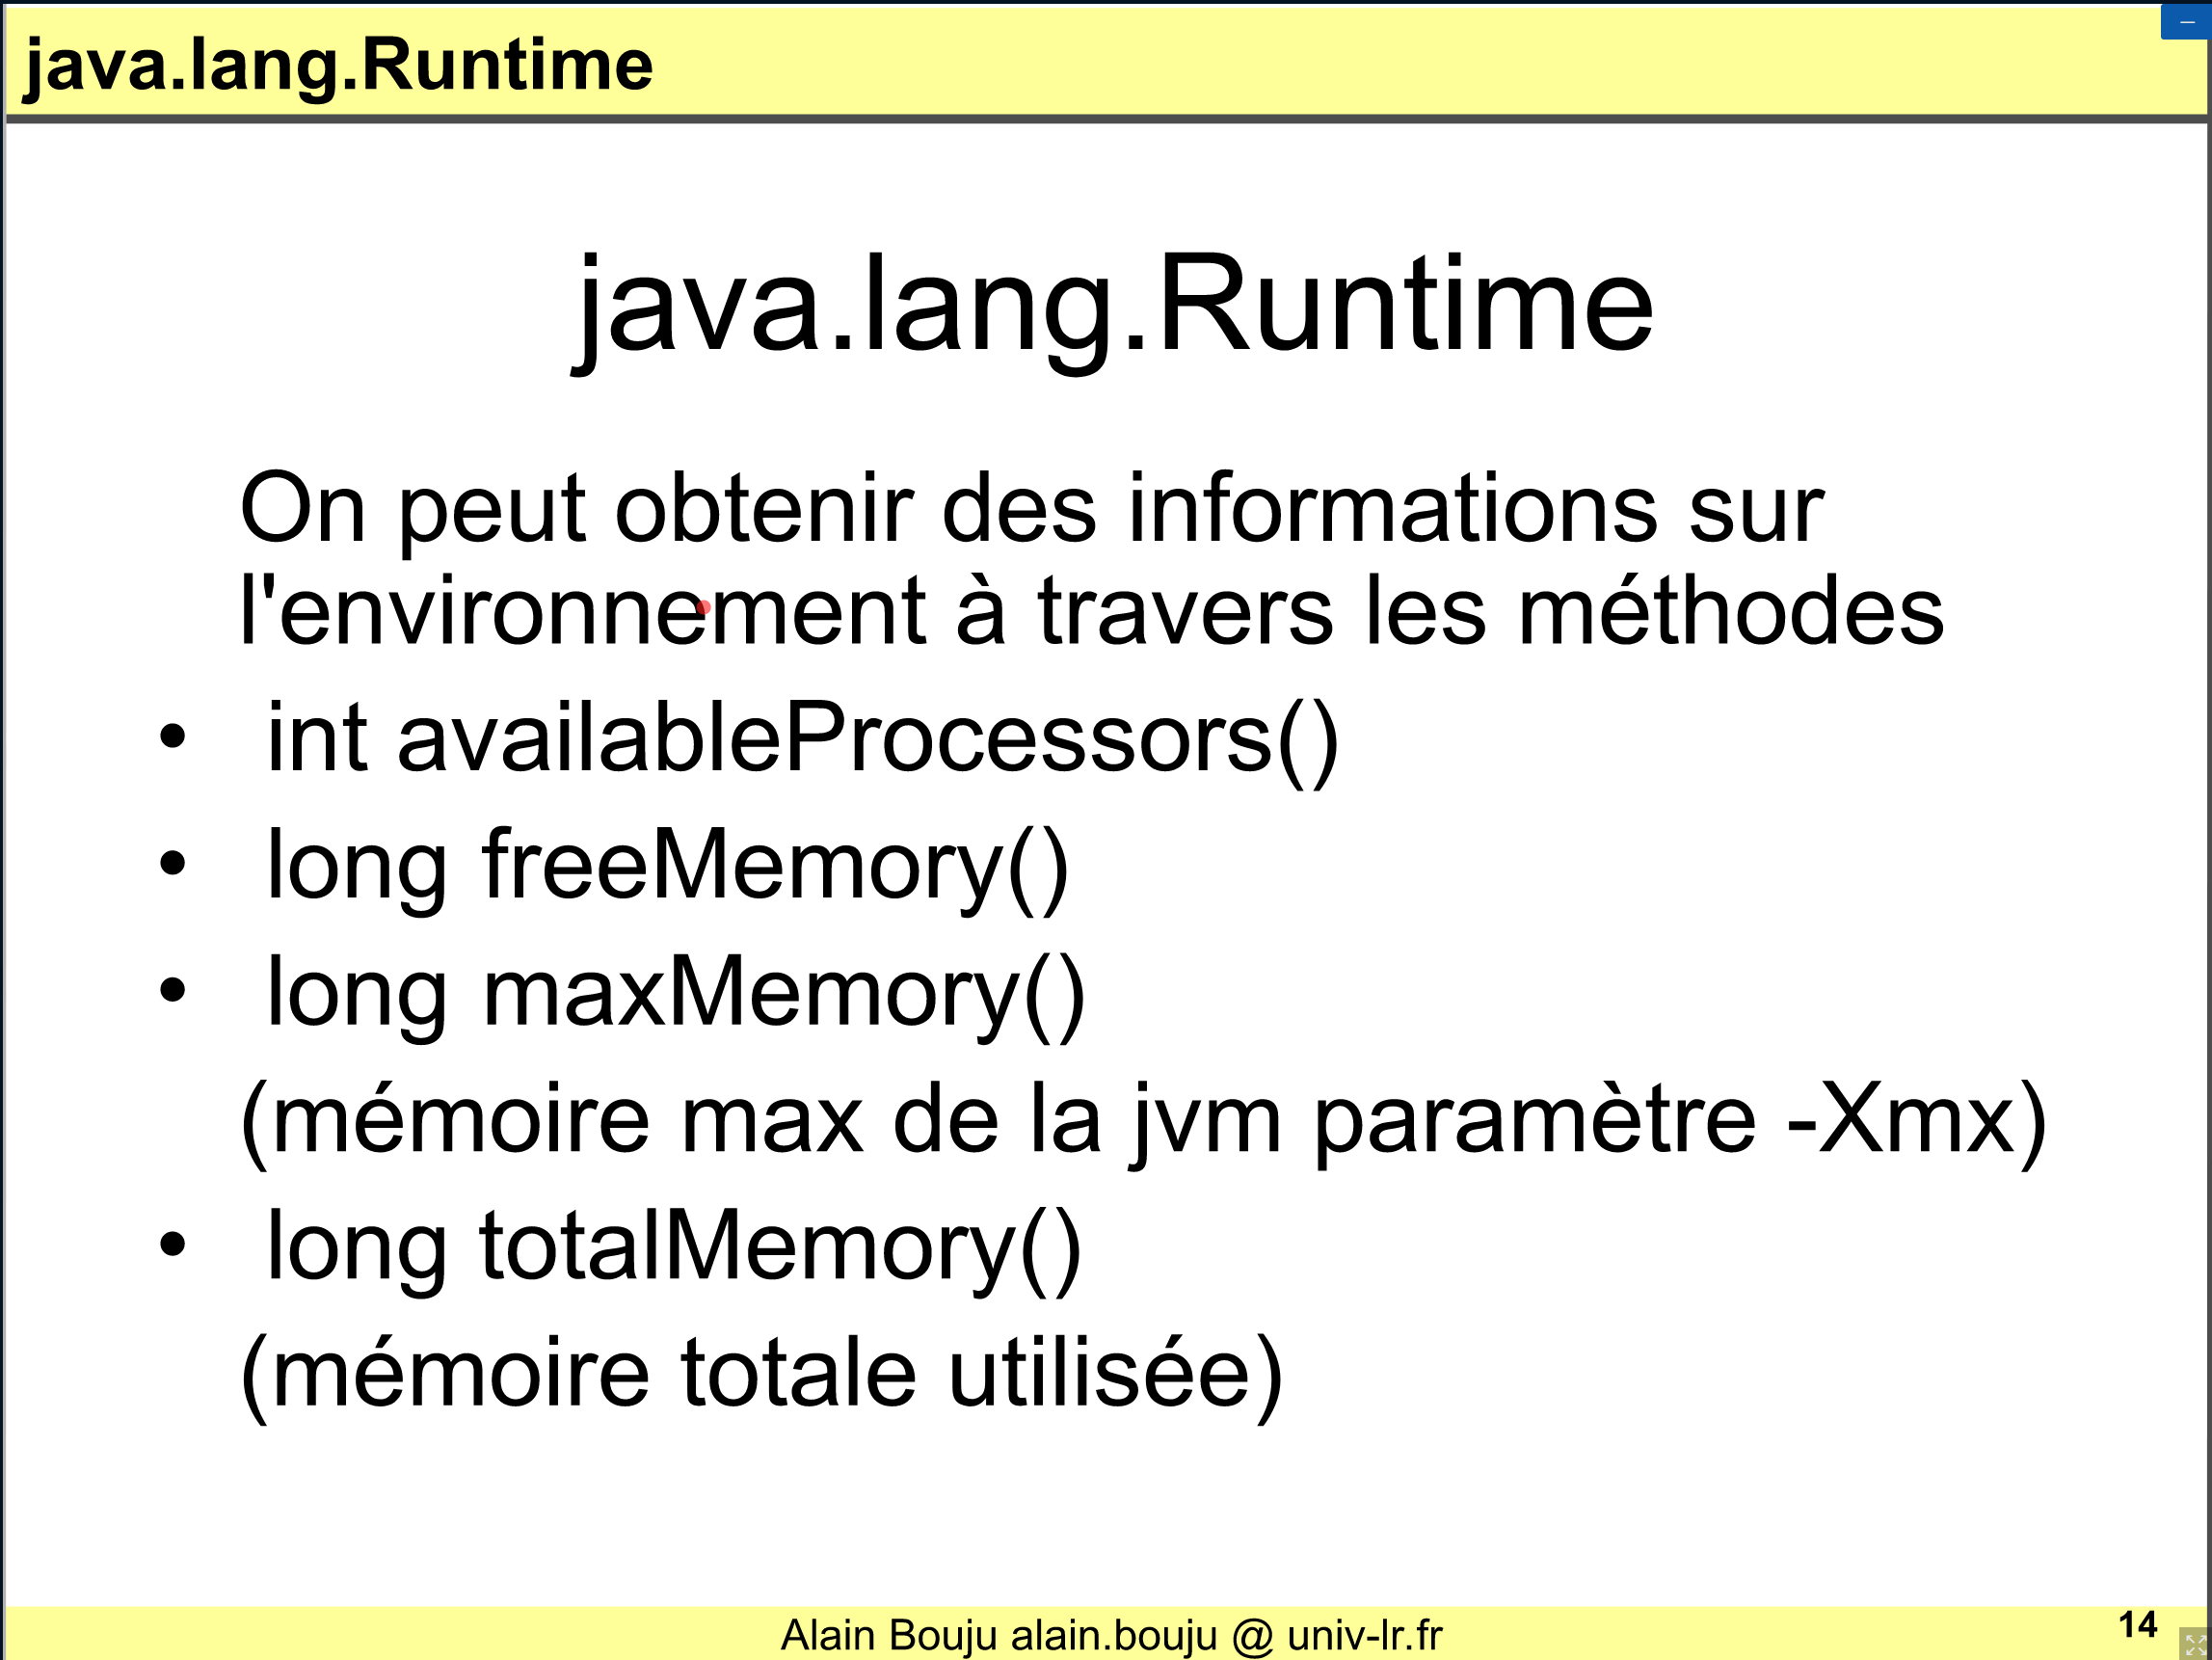 java.lang.Runtime
java.lang.Runtime
On peut obtenir des informations sur
l'environnement à travers les méthodes
• int availableProcessors()
• long freeMemory()
• long maxMemory()
(mémoire max de la jvm paramètre -Xmx)
• long totalMemory()
(mémoire totale utilisée)
Alain Bouju alain.bouju @ univ-lr.fr
14